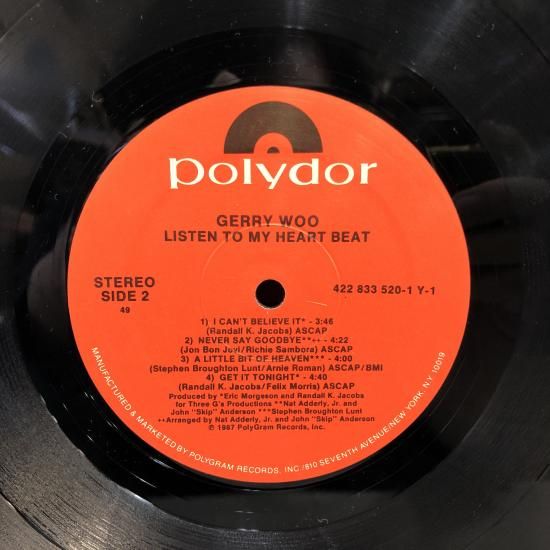 polydor
GERRY WOO
LISTEN TO MY HEART BEAT
STEREO
SIDE 2
49
422 833 520-1 Y-1
1) I CAN'T BELIEVE IT* - 3:46
(Randall K. Jacobs) ASCAP
2) NEVER SAY GOODBYE**++ - 4:22
(Jon Bon Jovi/Richie Sambora) ASCAP
3) A LITTLE BIT OF HEAVEN*** - 4:00
(Stephen Broughton Lunt/Arnie Roman) ASCAP/BMI
4) GET IT TONIGHT* - 4:40
(Randall K. Jacobs/Felix Morris) ASCAP
Produced by *Eric Morgeson and Randall K. Jacobs
for Three G's Productions **Nat Adderly, Jr. and
John "Skip" Anderson ***Stephen Broughton Lunt
++Arranged by Nat Adderly, Jr. and John "Skip" Anderson
℗ 1987 PolyGram Records, Inc.
MANUFACTURED & MARKETED BY POLYGRAM RECORDS, INC./810 SEVENTH AVENUE/NEW YORK, N.Y. 10019